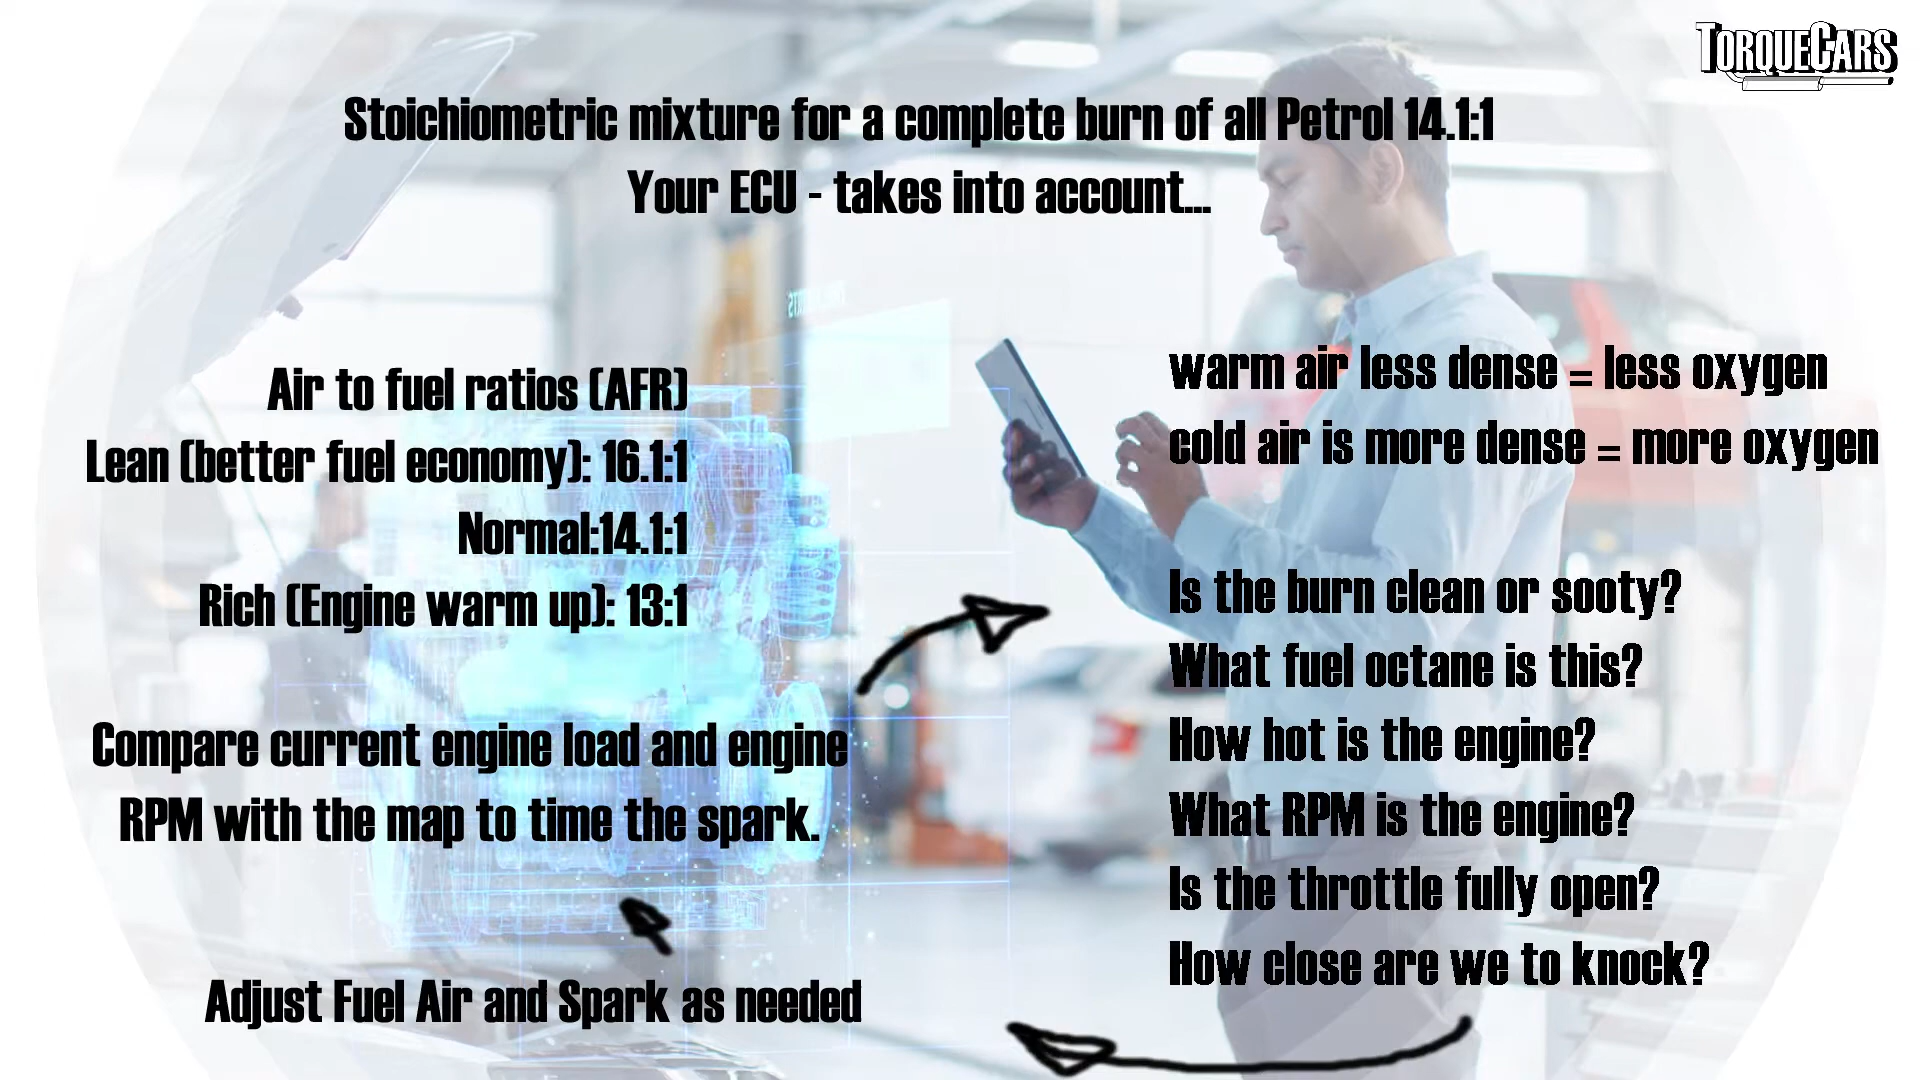 TorqueCars
Stoichiometric mixture for a complete burn of all Petrol 14.1:1
Your ECU - takes into account...
Air to fuel ratios (AFR)
Lean (better fuel economy): 16.1:1
Normal:14.1:1
Rich (Engine warm up): 13:1
Compare current engine load and engine
RPM with the map to time the spark.
Adjust Fuel Air and Spark as needed
warm air less dense = less oxygen
cold air is more dense = more oxygen
Is the burn clean or sooty?
What fuel octane is this?
How hot is the engine?
What RPM is the engine?
Is the throttle fully open?
How close are we to knock?